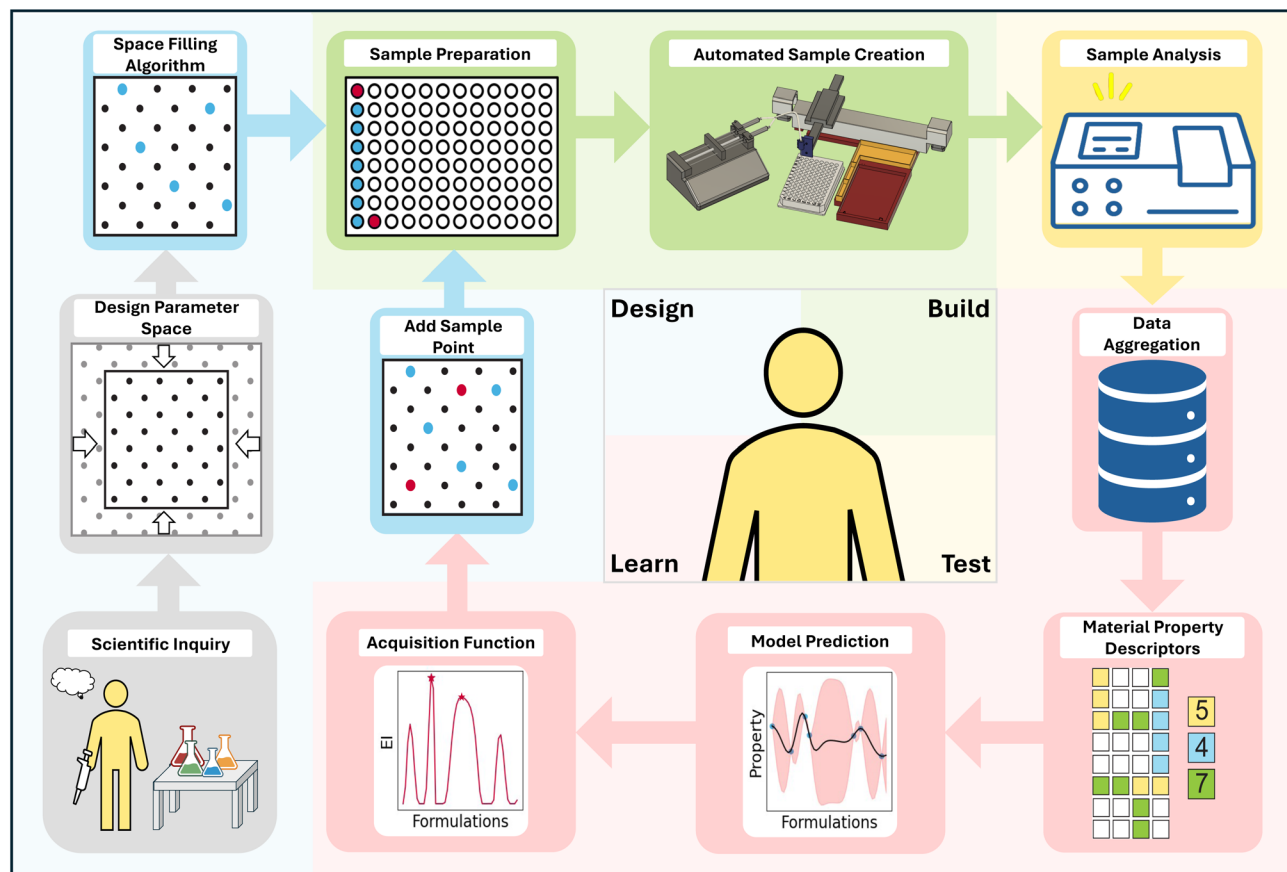 Space Filling
Algorithm
Sample Preparation
Automated Sample Creation
Sample Analysis
Design Parameter
Space
Add Sample
Point
Design
Build
Learn
Test
Data
Aggregation
Scientific Inquiry
Acquisition Function
EI
Formulations
Model Prediction
Property
Formulations
Material Property
Descriptors
5
4
7